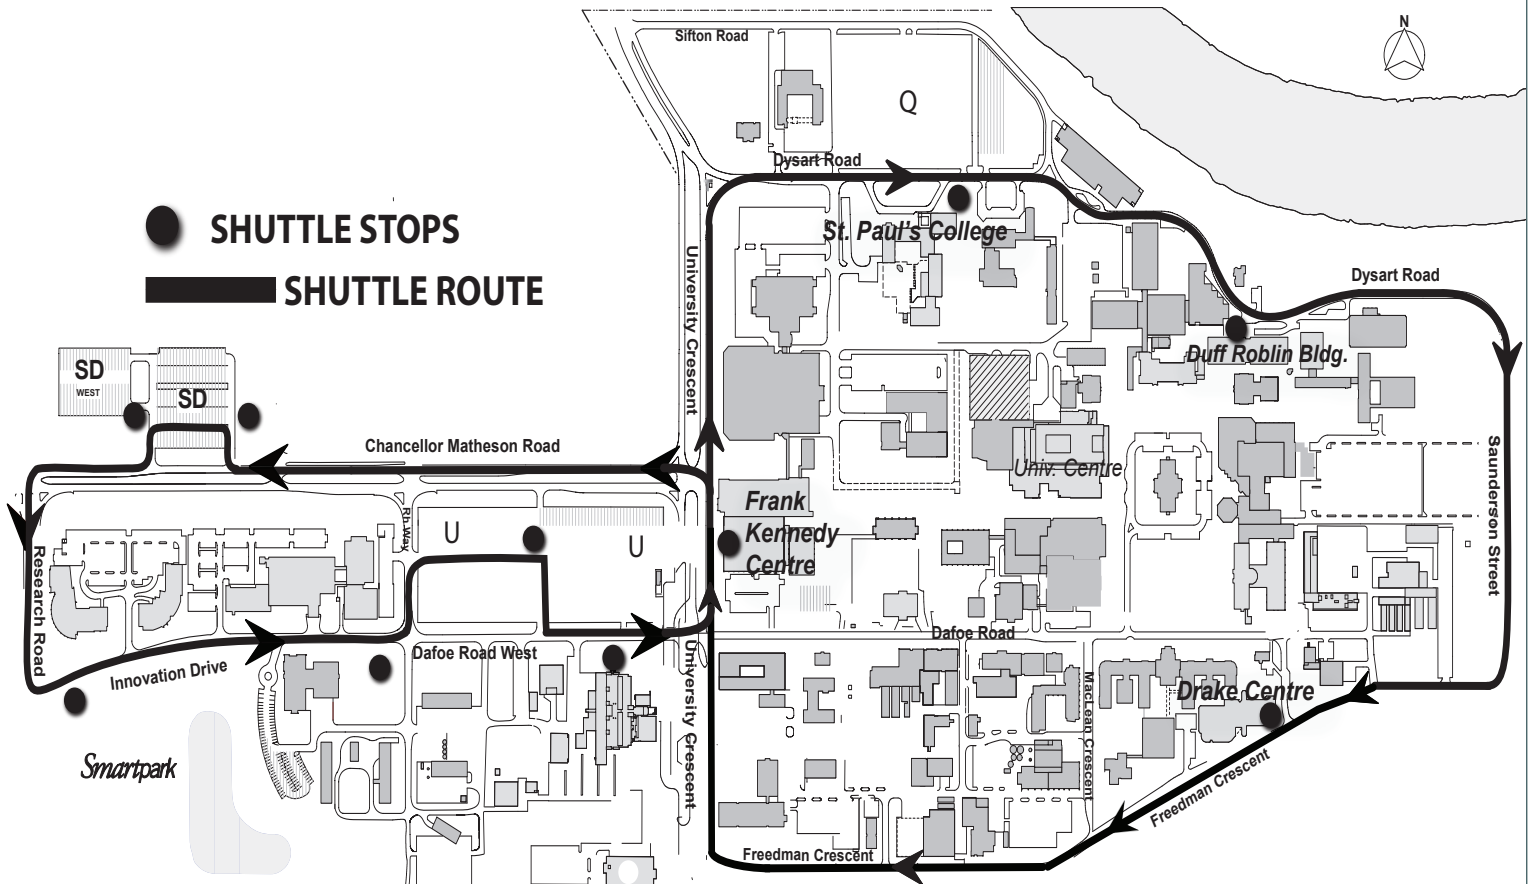 N
Sifton Road
Q
Dysart Road
SHUTTLE STOPS
St. Paul's College
SHUTTLE ROUTE
University Crescent
Dysart Road
Duff Roblin Bldg.
SD
WEST
SD
Chancellor Matheson Road
Univ. Centre
Saunderson Street
Frank
Kennedy
Centre
Rh Way
U
U
Research Road
Dafoe Road
Dafoe Road West
Innovation Drive
University Crescent
MacLean Crescent
Drake Centre
Smartpark
Freedman Crescent
Freedman Crescent